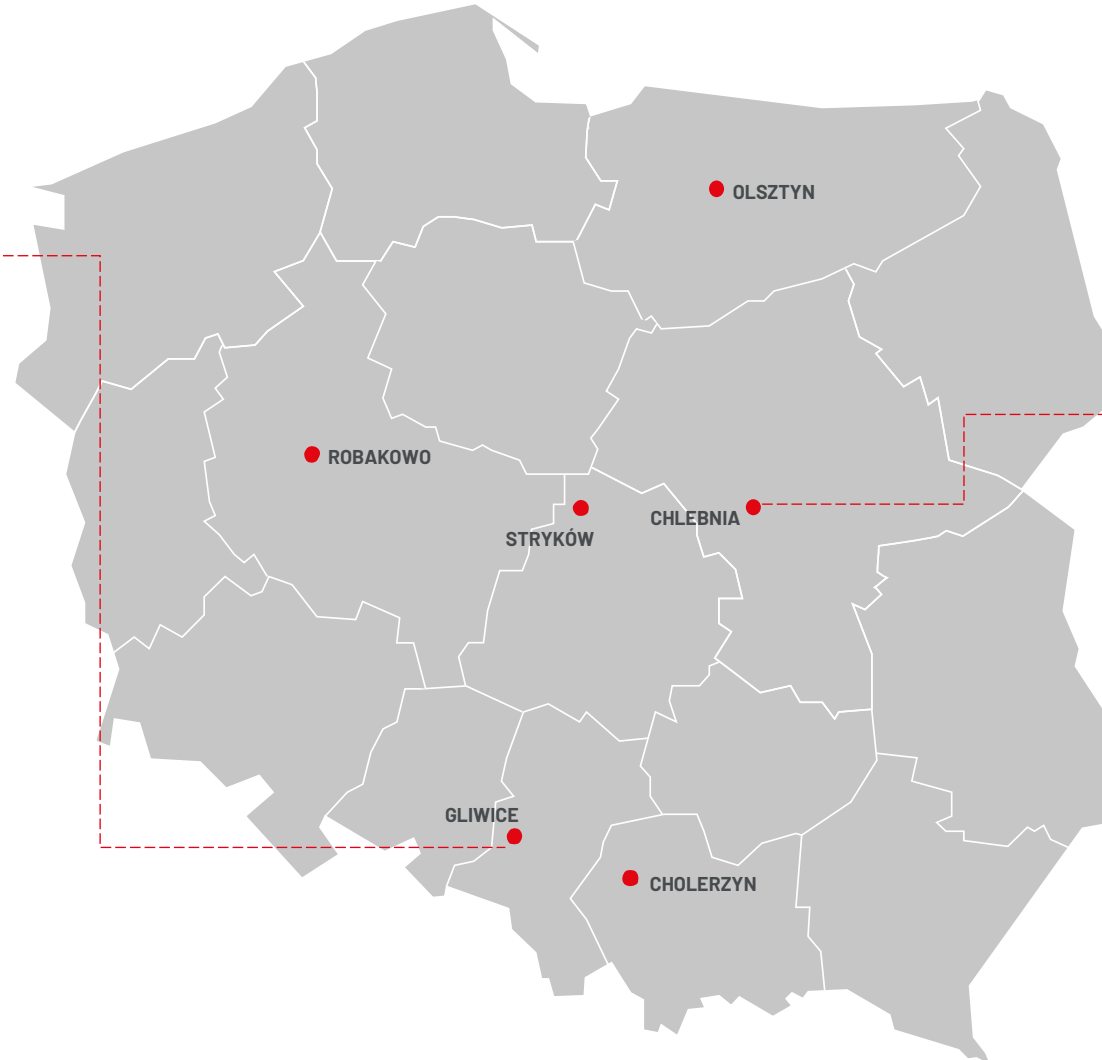 OLSZTYN
ROBAKOWO
CHLEBNIA
STRYKÓW
GLIWICE
CHOLERZYN